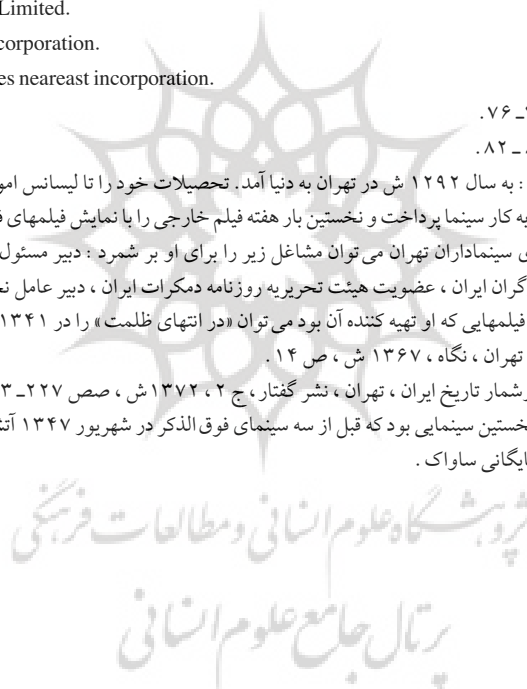 Limited.
corporation.
es neareast incorporation.
ـ ۷۶.
ـ ۸۲.
: به سال ۱۲۹۲ ش در تهران به دنیا آمد. تحصیلات خود را تا لیسانس امو
به کار سینما پرداخت و نخستین بار هفته فیلم خارجی را با نمایش فیلمهای ف
ی سینماداران تهران می‌توان مشاغل زیر را برای او بر شمرد : دبیر مسئول
گران ایران ، عضویت هیئت تحریریه روزنامه دمکرات ایران ، دبیر عامل نخ
فیلمهایی که او تهیه کننده آن بود می‌توان «در انتهای ظلمت» را در ۱۳۴۱
تهران ، نگاه ، ۱۳۶۷ ش ، ص ۱۴ .
رشمار تاریخ ایران ، تهران ، نشر گفتار ، ج ۲ ، ۱۳۷۲ش ، صص ۲۲۷ـ ۳
خستین سینمایی بود که قبل از سه سینمای فوق‌الذکر در شهریور ۱۳۴۷ آتش
بایگانی ساواک .
پژوهشگاه علوم انسانی و مطالعات فرهنگی
پرتال جامع علوم انسانی